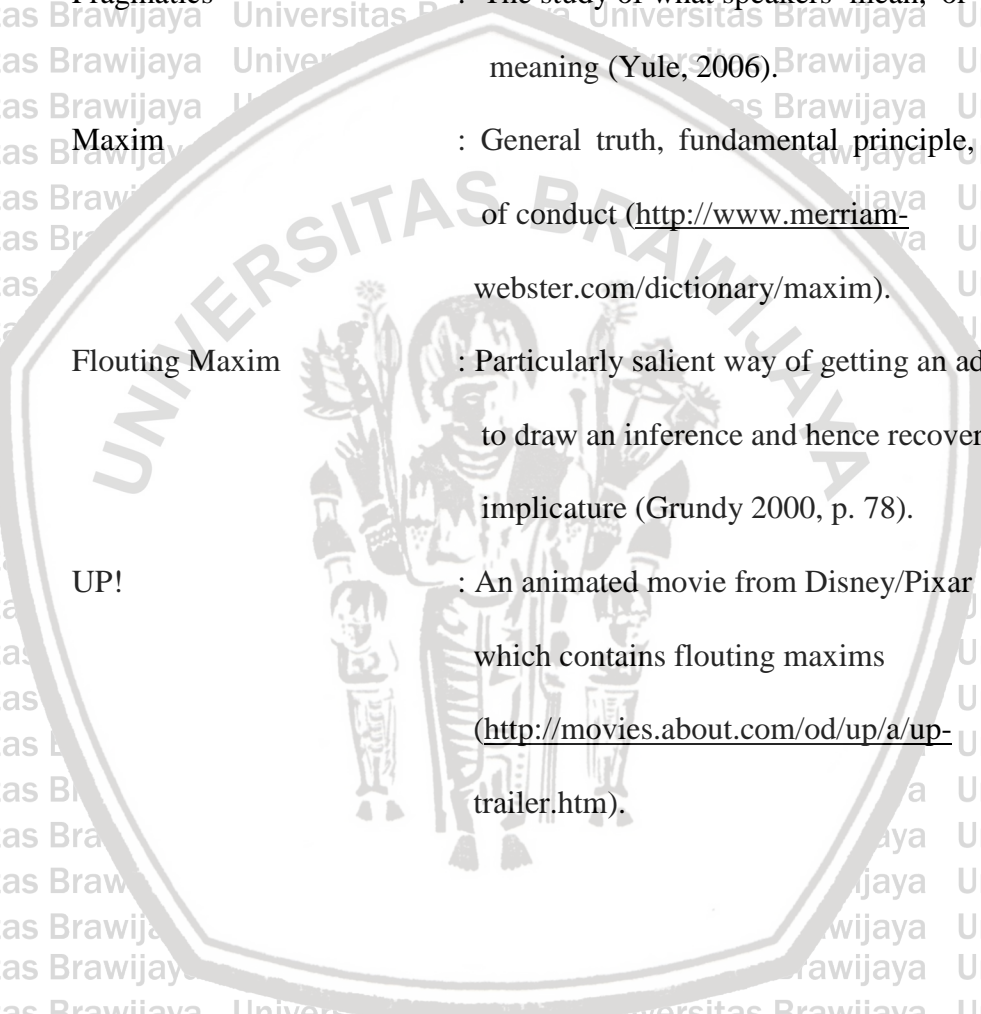 Pragmatics : The study of what speakers' mean, or
meaning (Yule, 2006).
Maxim : General truth, fundamental principle,
of conduct (http://www.merriam-
webster.com/dictionary/maxim).
Flouting Maxim : Particularly salient way of getting an ad
to draw an inference and hence recover
implicature (Grundy 2000, p. 78).
UP! : An animated movie from Disney/Pixar
which contains flouting maxims
(http://movies.about.com/od/up/a/up-
trailer.htm).
UNIVERSITAS BRAWIJAYA